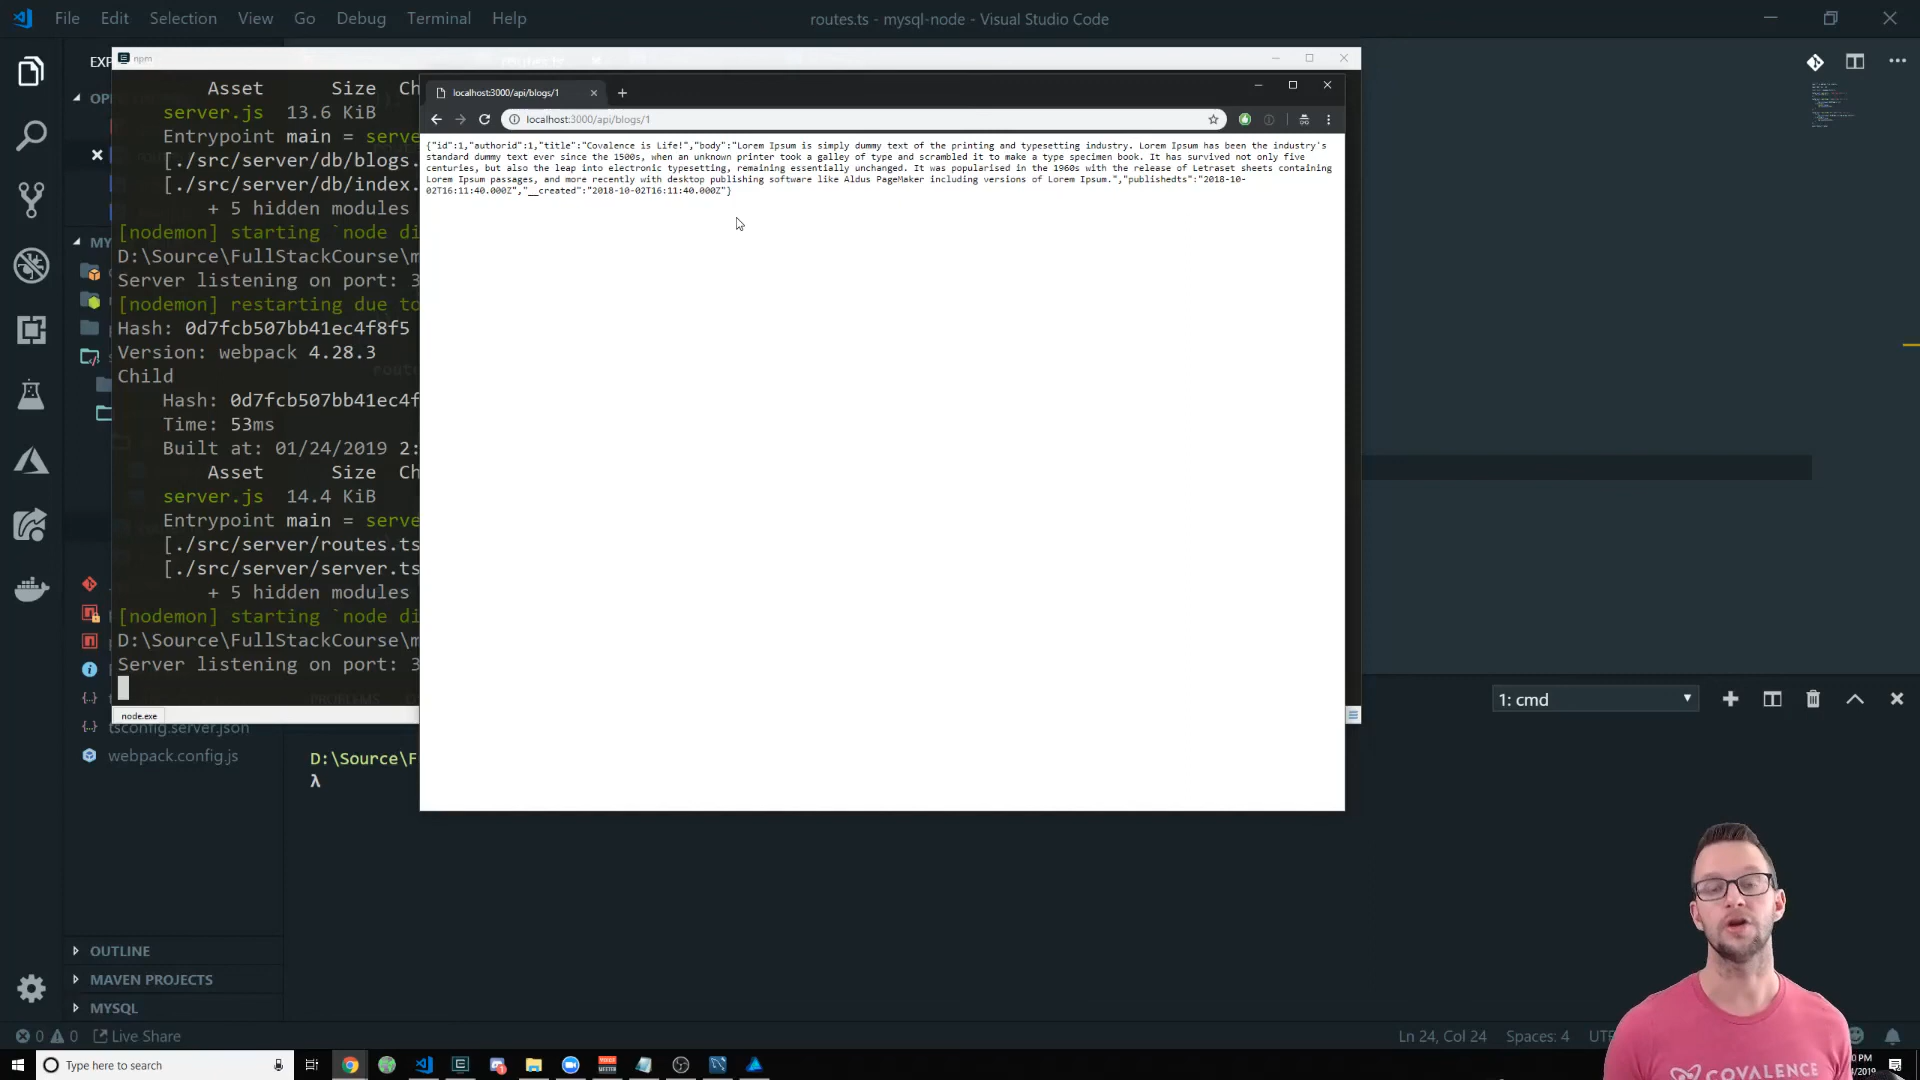 File Edit Selection View Go Debug Terminal Help
routes.ts - mysql-node - Visual Studio Code
npm
Asset Size Ch
server.js 13.6 KiB
Entrypoint main = serve
[./src/server/db/blogs.
[./src/server/db/index.
+ 5 hidden modules
[nodemon] starting `node di
D:\Source\FullStackCourse\m
Server listening on port: 3
[nodemon] restarting due to
Hash: 0d7fcb507bb41ec4f8f5
Version: webpack 4.28.3
Child
Hash: 0d7fcb507bb41ec4f
Time: 53ms
Built at: 01/24/2019 2:
Asset Size Ch
server.js 14.4 KiB
Entrypoint main = serve
[./src/server/routes.ts
[./src/server/server.ts
+ 5 hidden modules
[nodemon] starting `node di
D:\Source\FullStackCourse\m
Server listening on port: 3
node.exe
localhost:3000/api/blogs/1
localhost:3000/api/blogs/1
{"id":1,"authorid":1,"title":"Covalence is Life!","body":"Lorem Ipsum is simply dummy text of the printing and typesetting industry. Lorem Ipsum has been the industry's
standard dummy text ever since the 1500s, when an unknown printer took a galley of type and scrambled it to make a type specimen book. It has survived not only five
centuries, but also the leap into electronic typesetting, remaining essentially unchanged. It was popularised in the 1960s with the release of Letraset sheets containing
Lorem Ipsum passages, and more recently with desktop publishing software like Aldus PageMaker including versions of Lorem Ipsum.","publishedts":"2018-10-
02T16:11:40.000Z","__created":"2018-10-02T16:11:40.000Z"}
EXP
OP
MY
tsconfig.server.json
webpack.config.js
PROBLEMS
1: cmd
D:\Source\F
λ
OUTLINE
MAVEN PROJECTS
MYSQL
0 0 Live Share
Ln 24, Col 24 Spaces: 4 UTF
Type here to search
COVALENCE